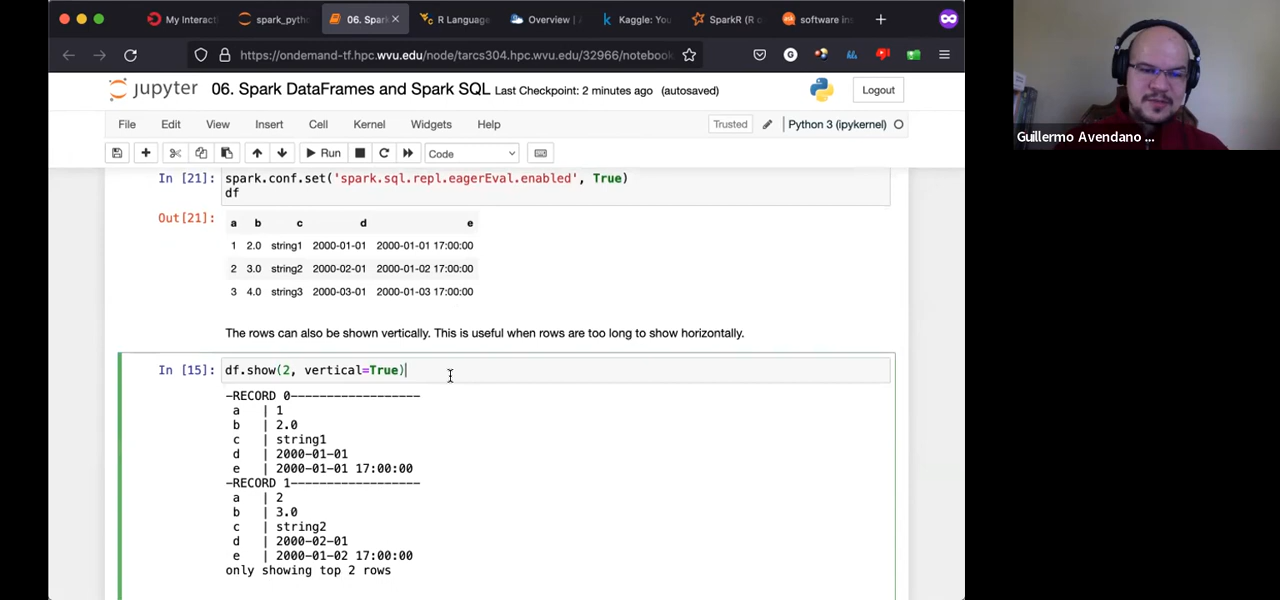 My Interact
spark_pytho
06. Spark
R Language
Overview |
Kaggle: You
SparkR (R o
software ins
https://ondemand-tf.hpc.wvu.edu/node/tarcs304.hpc.wvu.edu/32966/notebook
jupyter 06. Spark DataFrames and Spark SQL Last Checkpoint: 2 minutes ago (autosaved)
Logout
File Edit View Insert Cell Kernel Widgets Help
Trusted Python 3 (ipykernel)
Run Code
In [21]: spark.conf.set('spark.sql.repl.eagerEval.enabled', True)
df
Out[21]:
a b c d e
1 2.0 string1 2000-01-01 2000-01-01 17:00:00
2 3.0 string2 2000-02-01 2000-01-02 17:00:00
3 4.0 string3 2000-03-01 2000-01-03 17:00:00
The rows can also be shown vertically. This is useful when rows are too long to show horizontally.
In [15]: df.show(2, vertical=True)
-RECORD 0------------------
a | 1
b | 2.0
c | string1
d | 2000-01-01
e | 2000-01-01 17:00:00
-RECORD 1------------------
a | 2
b | 3.0
c | string2
d | 2000-02-01
e | 2000-01-02 17:00:00
only showing top 2 rows
Guillermo Avendano ...